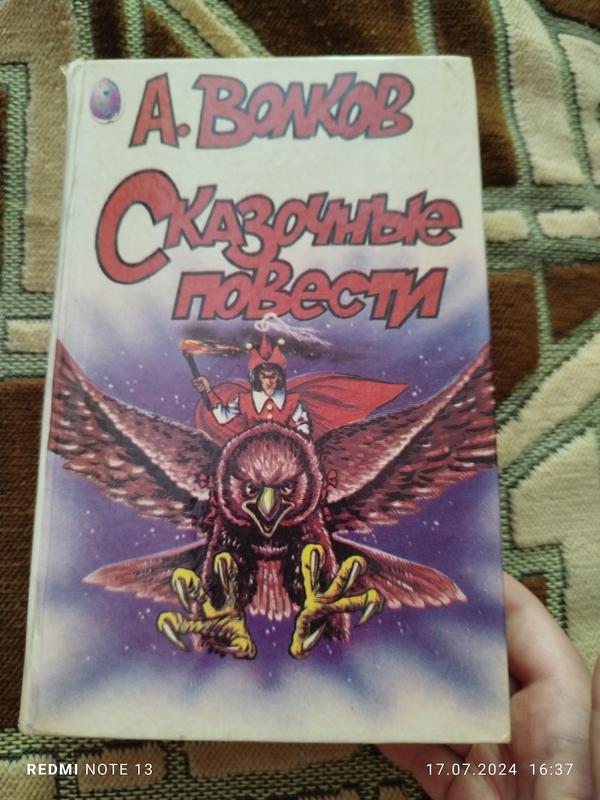 А. Волков
Сказочные
повести
REDMI NOTE 13
17.07.2024 16:37